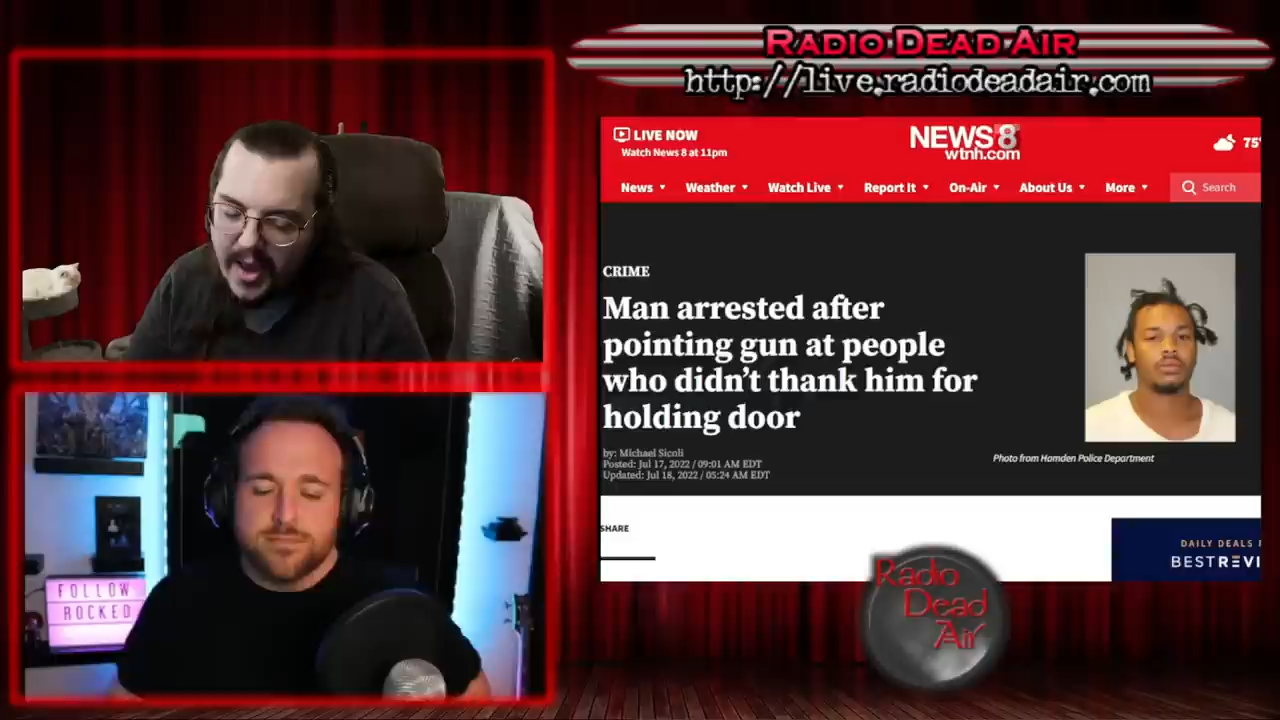 RADIO DEAD AIR
http://live.radiodeadair.com
LIVE NOW
Watch News 8 at 11pm
NEWS 8
wtnh.com
75°
News Weather Watch Live Report It On-Air About Us More Search
CRIME
Man arrested after
pointing gun at people
who didn't thank him for
holding door
by: Michael Sicoli
Posted: Jul 17, 2022 / 09:01 AM EDT
Updated: Jul 18, 2022 / 05:24 AM EDT
Photo from Hamden Police Department
SHARE
DAILY DEALS
BESTREVI
FOLLOW
ROCKED
Radio
Dead
Air